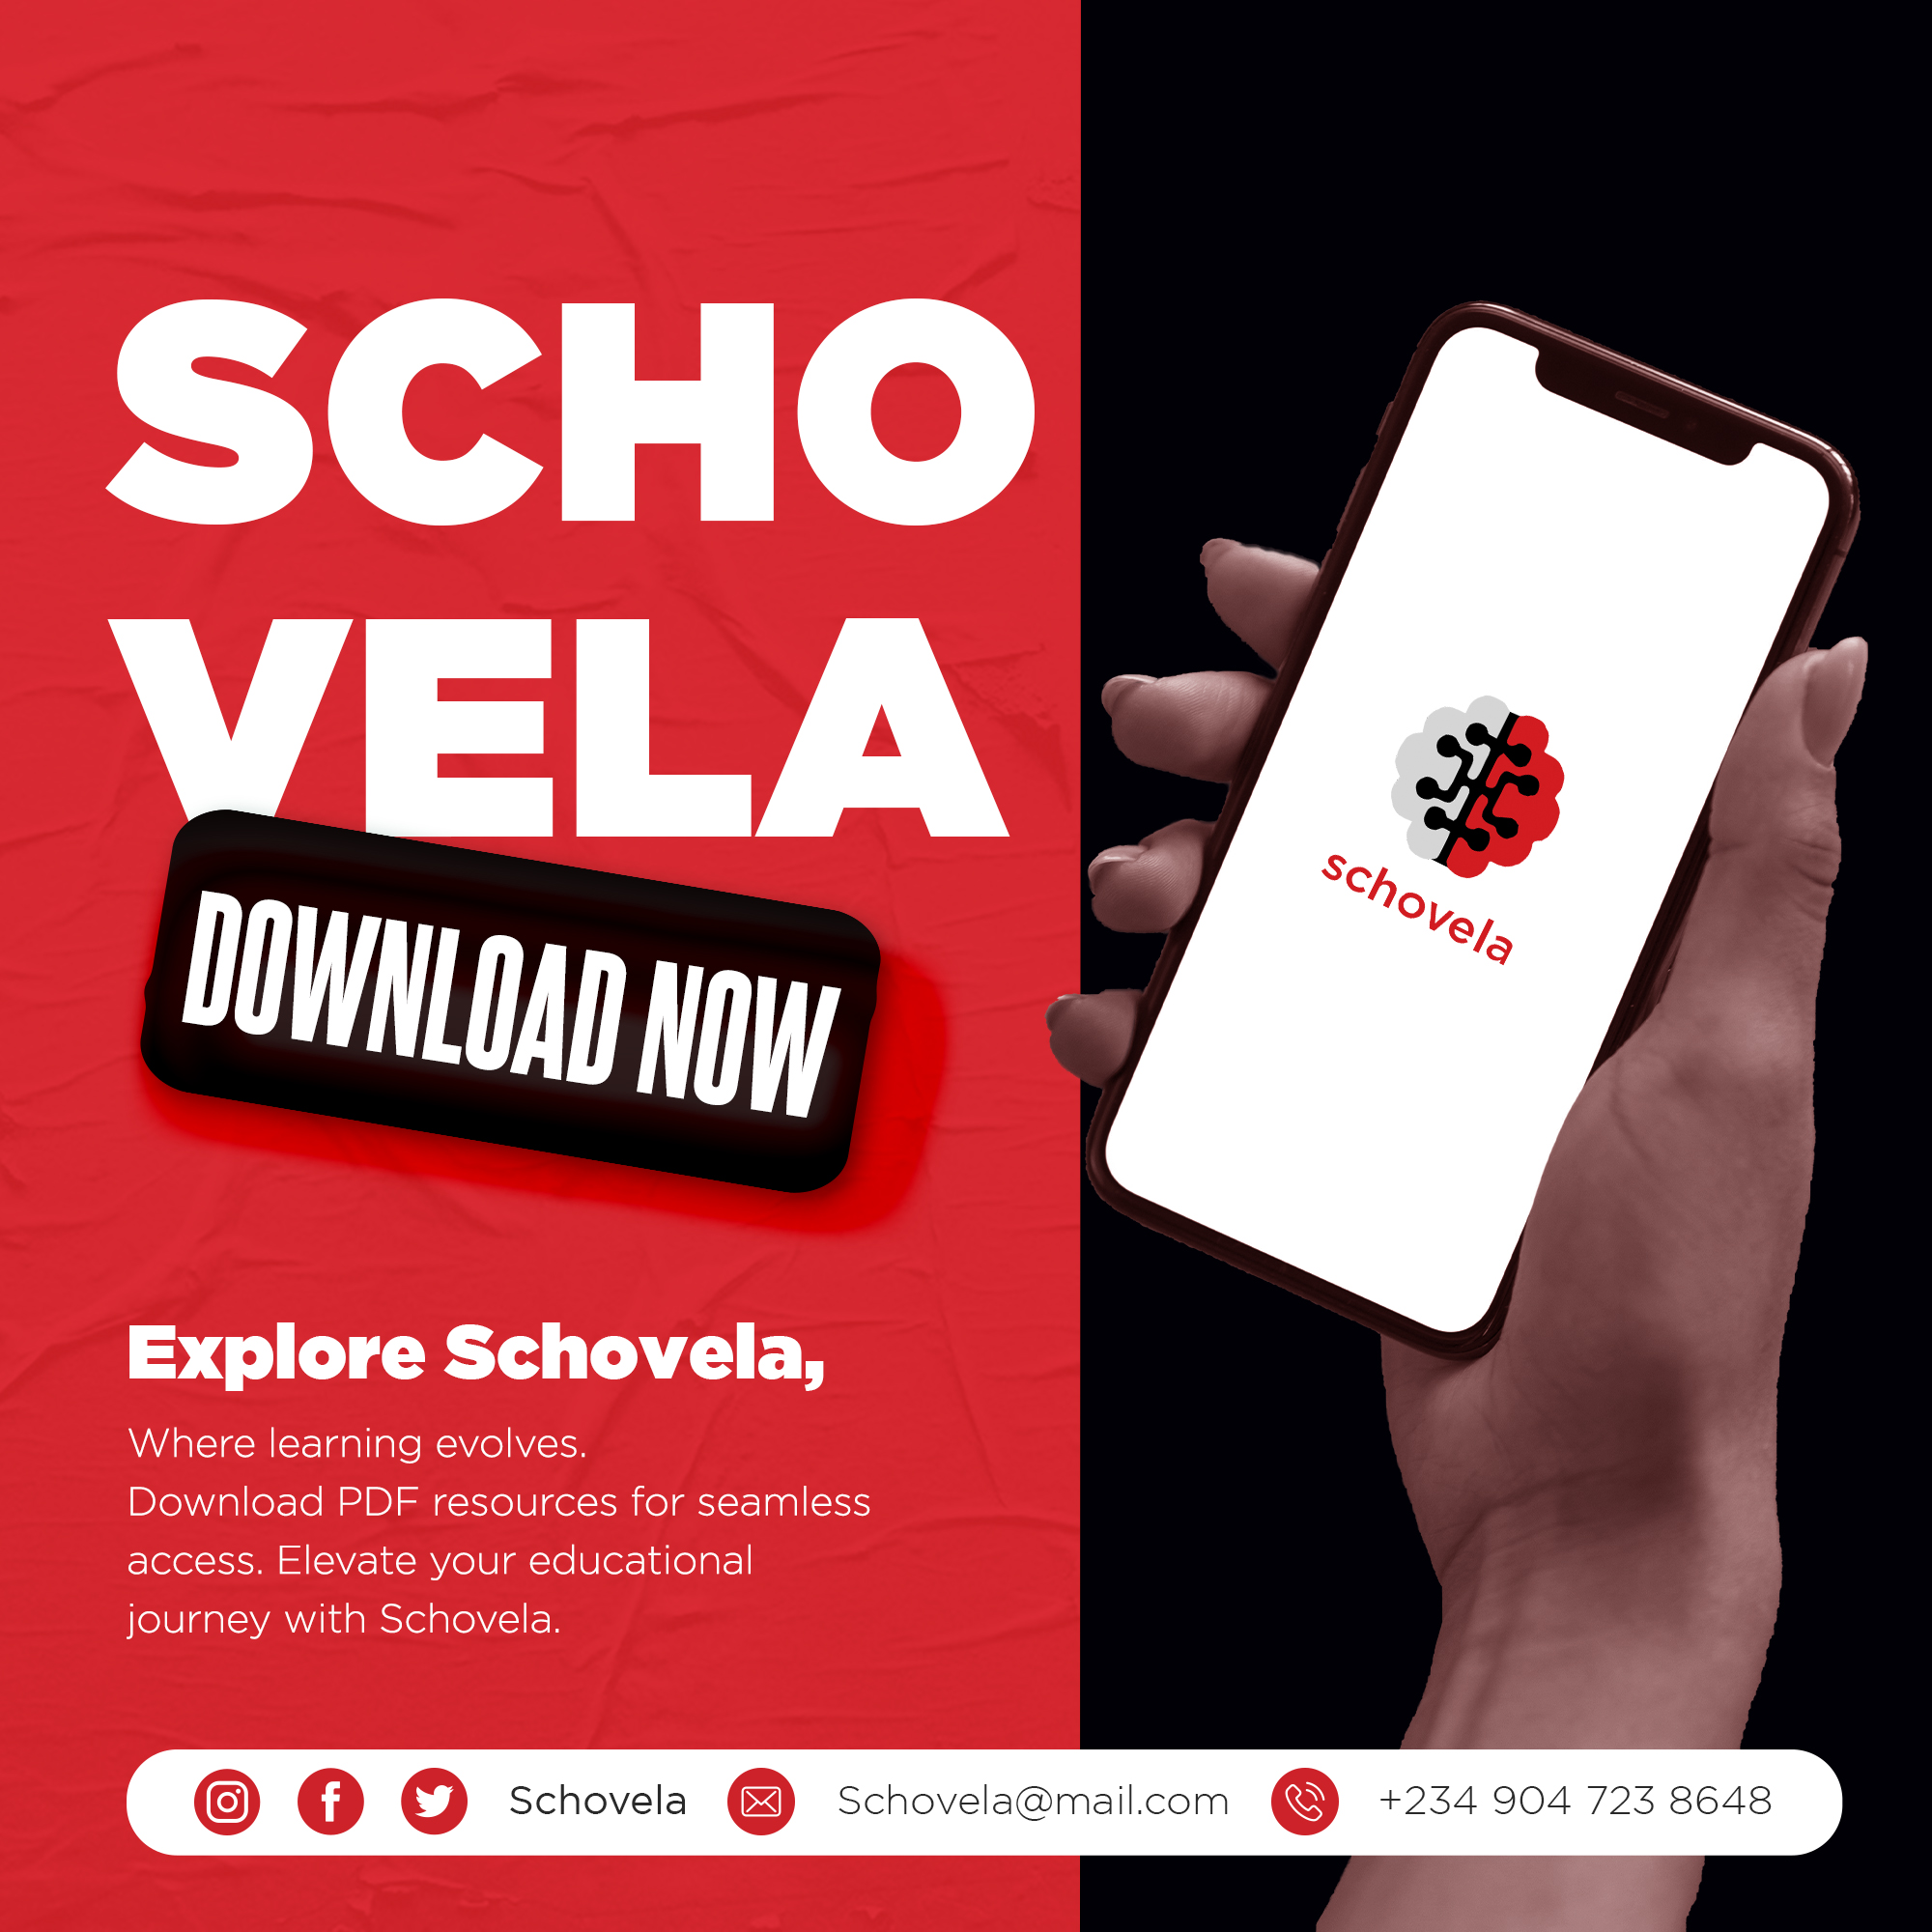 SCHO
VELA
DOWNLOAD NOW
schovela
Explore Schovela,
Where learning evolves.
Download PDF resources for seamless
access. Elevate your educational
journey with Schovela.
Schovela Schovela@mail.com +234 904 723 8648